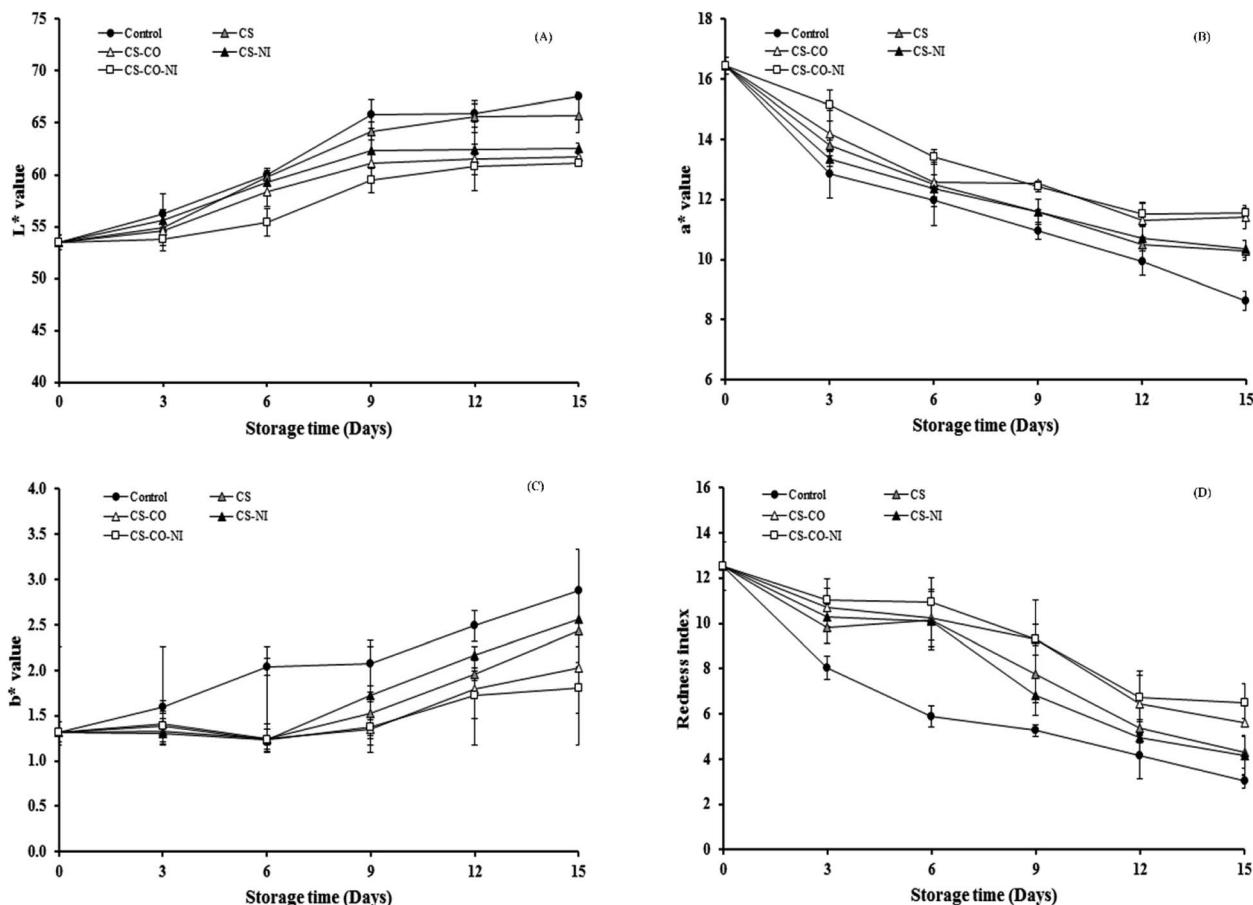 (A)
Control CS
CS-CO CS-NI
CS-CO-NI
L* value
75
70
65
60
55
50
45
40
0 3 6 9 12 15
Storage time (Days)
(B)
Control CS
CS-CO CS-NI
CS-CO-NI
a* value
18
16
14
12
10
8
6
0 3 6 9 12 15
Storage time (Days)
(C)
Control CS
CS-CO CS-NI
CS-CO-NI
b* value
4.0
3.5
3.0
2.5
2.0
1.5
1.0
0.5
0.0
0 3 6 9 12 15
Storage time (Days)
(D)
Control CS
CS-CO CS-NI
CS-CO-NI
Redness index
16
14
12
10
8
6
4
2
0
0 3 6 9 12 15
Storage time (Days)